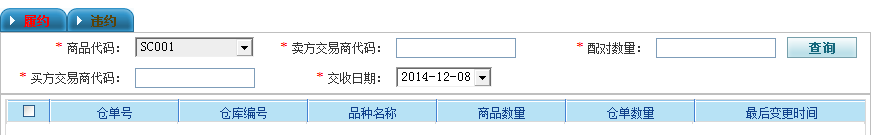 履约 违约
* 商品代码： SC001 * 卖方交易商代码： * 配对数量： 查询
* 买方交易商代码： * 交收日期： 2014-12-08
仓单号 仓库编号 品种名称 商品数量 仓单数量 最后变更时间